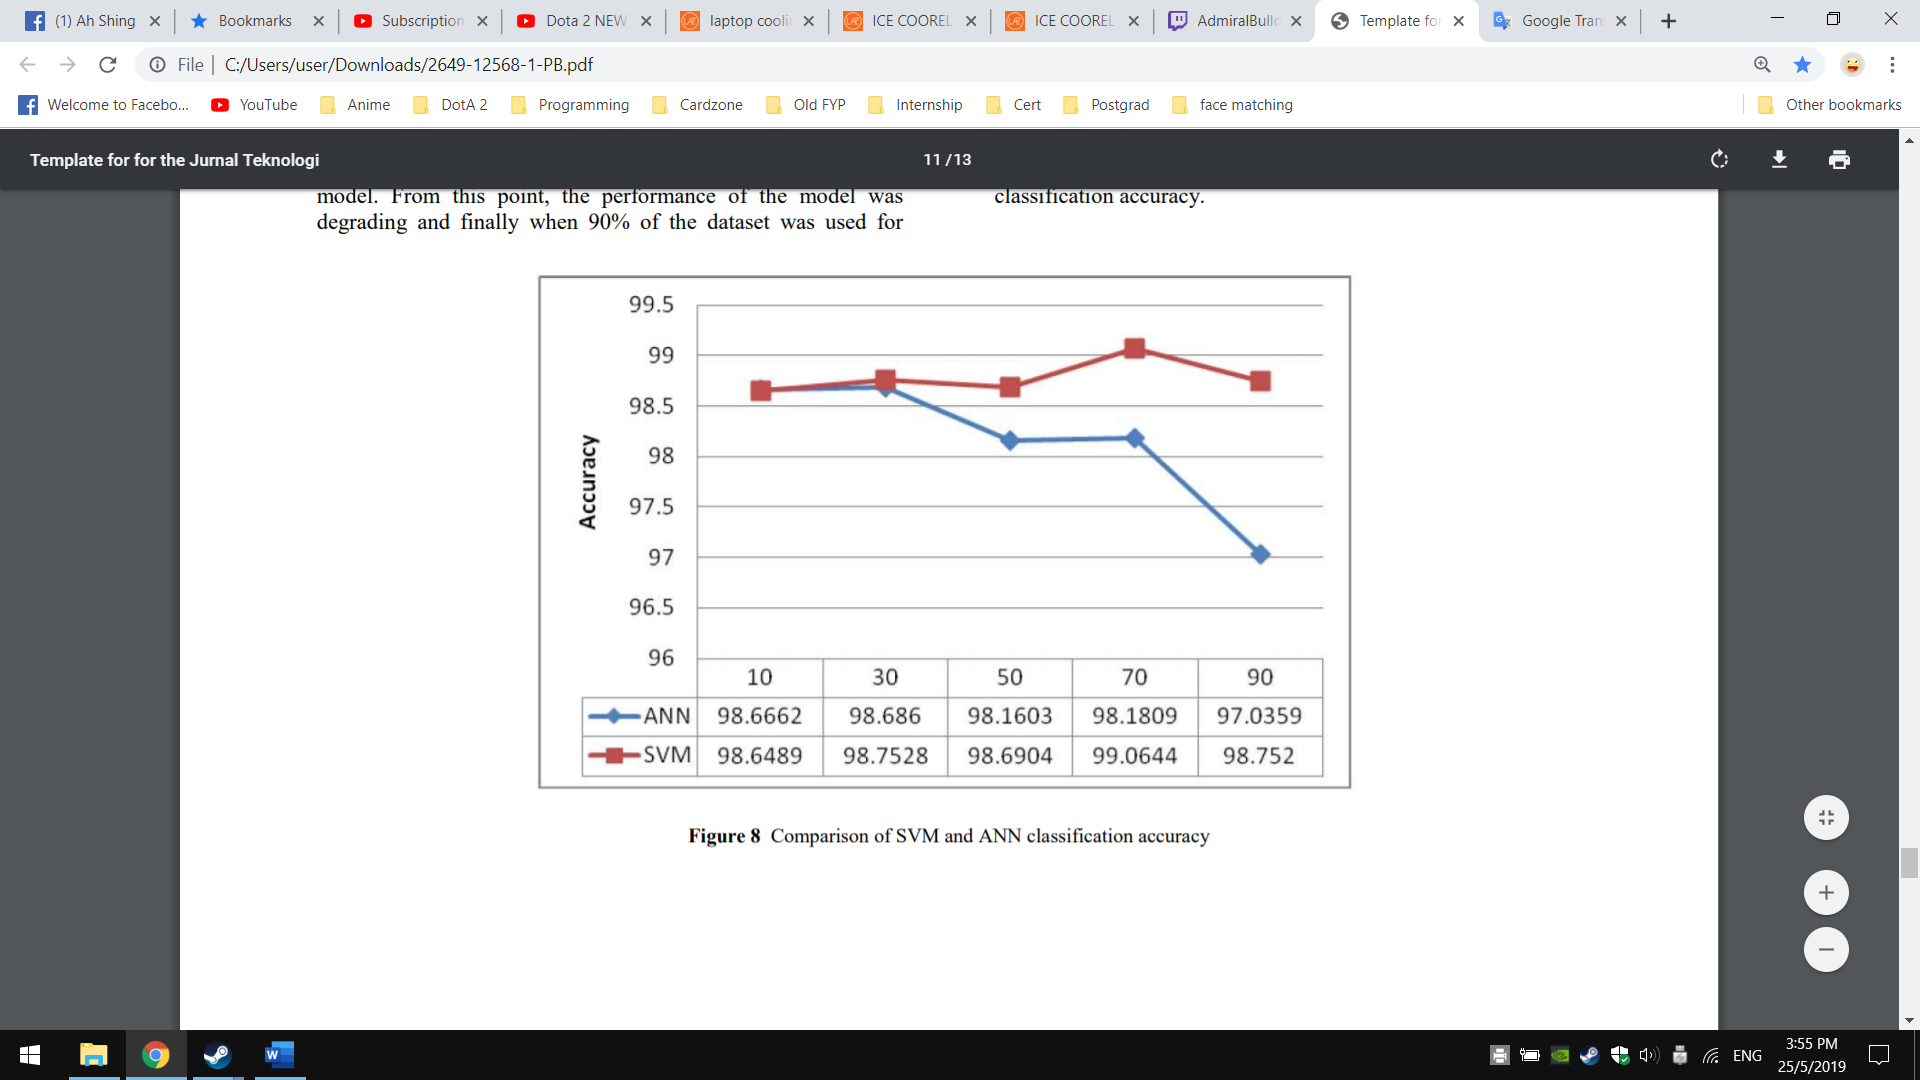 (1) Ah Shing
Bookmarks
Subscription
Dota 2 NEW
laptop cooli
ICE COOREL
ICE COOREL
AdmiralBulld
Template for
Google Tran
File
C:/Users/user/Downloads/2649-12568-1-PB.pdf
Welcome to Facebo...
YouTube
Anime
DotA 2
Programming
Cardzone
Old FYP
Internship
Cert
Postgrad
face matching
Other bookmarks
Template for for the Jurnal Teknologi
11 / 13
model. From this point, the performance of the model was
degrading and finally when 90% of the dataset was used for
classification accuracy.
Accuracy
99.5
99
98.5
98
97.5
97
96.5
96
10 30 50 70 90
ANN 98.6662 98.686 98.1603 98.1809 97.0359
SVM 98.6489 98.7528 98.6904 99.0644 98.752
Figure 8 Comparison of SVM and ANN classification accuracy
ENG
3:55 PM
25/5/2019